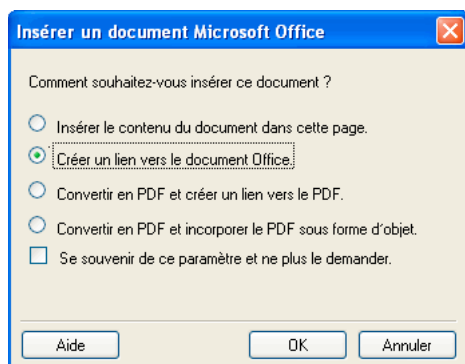 Insérer un document Microsoft Office
Comment souhaitez-vous insérer ce document ?
Insérer le contenu du document dans cette page.
Créer un lien vers le document Office.
Convertir en PDF et créer un lien vers le PDF.
Convertir en PDF et incorporer le PDF sous forme d'objet.
Se souvenir de ce paramètre et ne plus le demander.
Aide OK Annuler